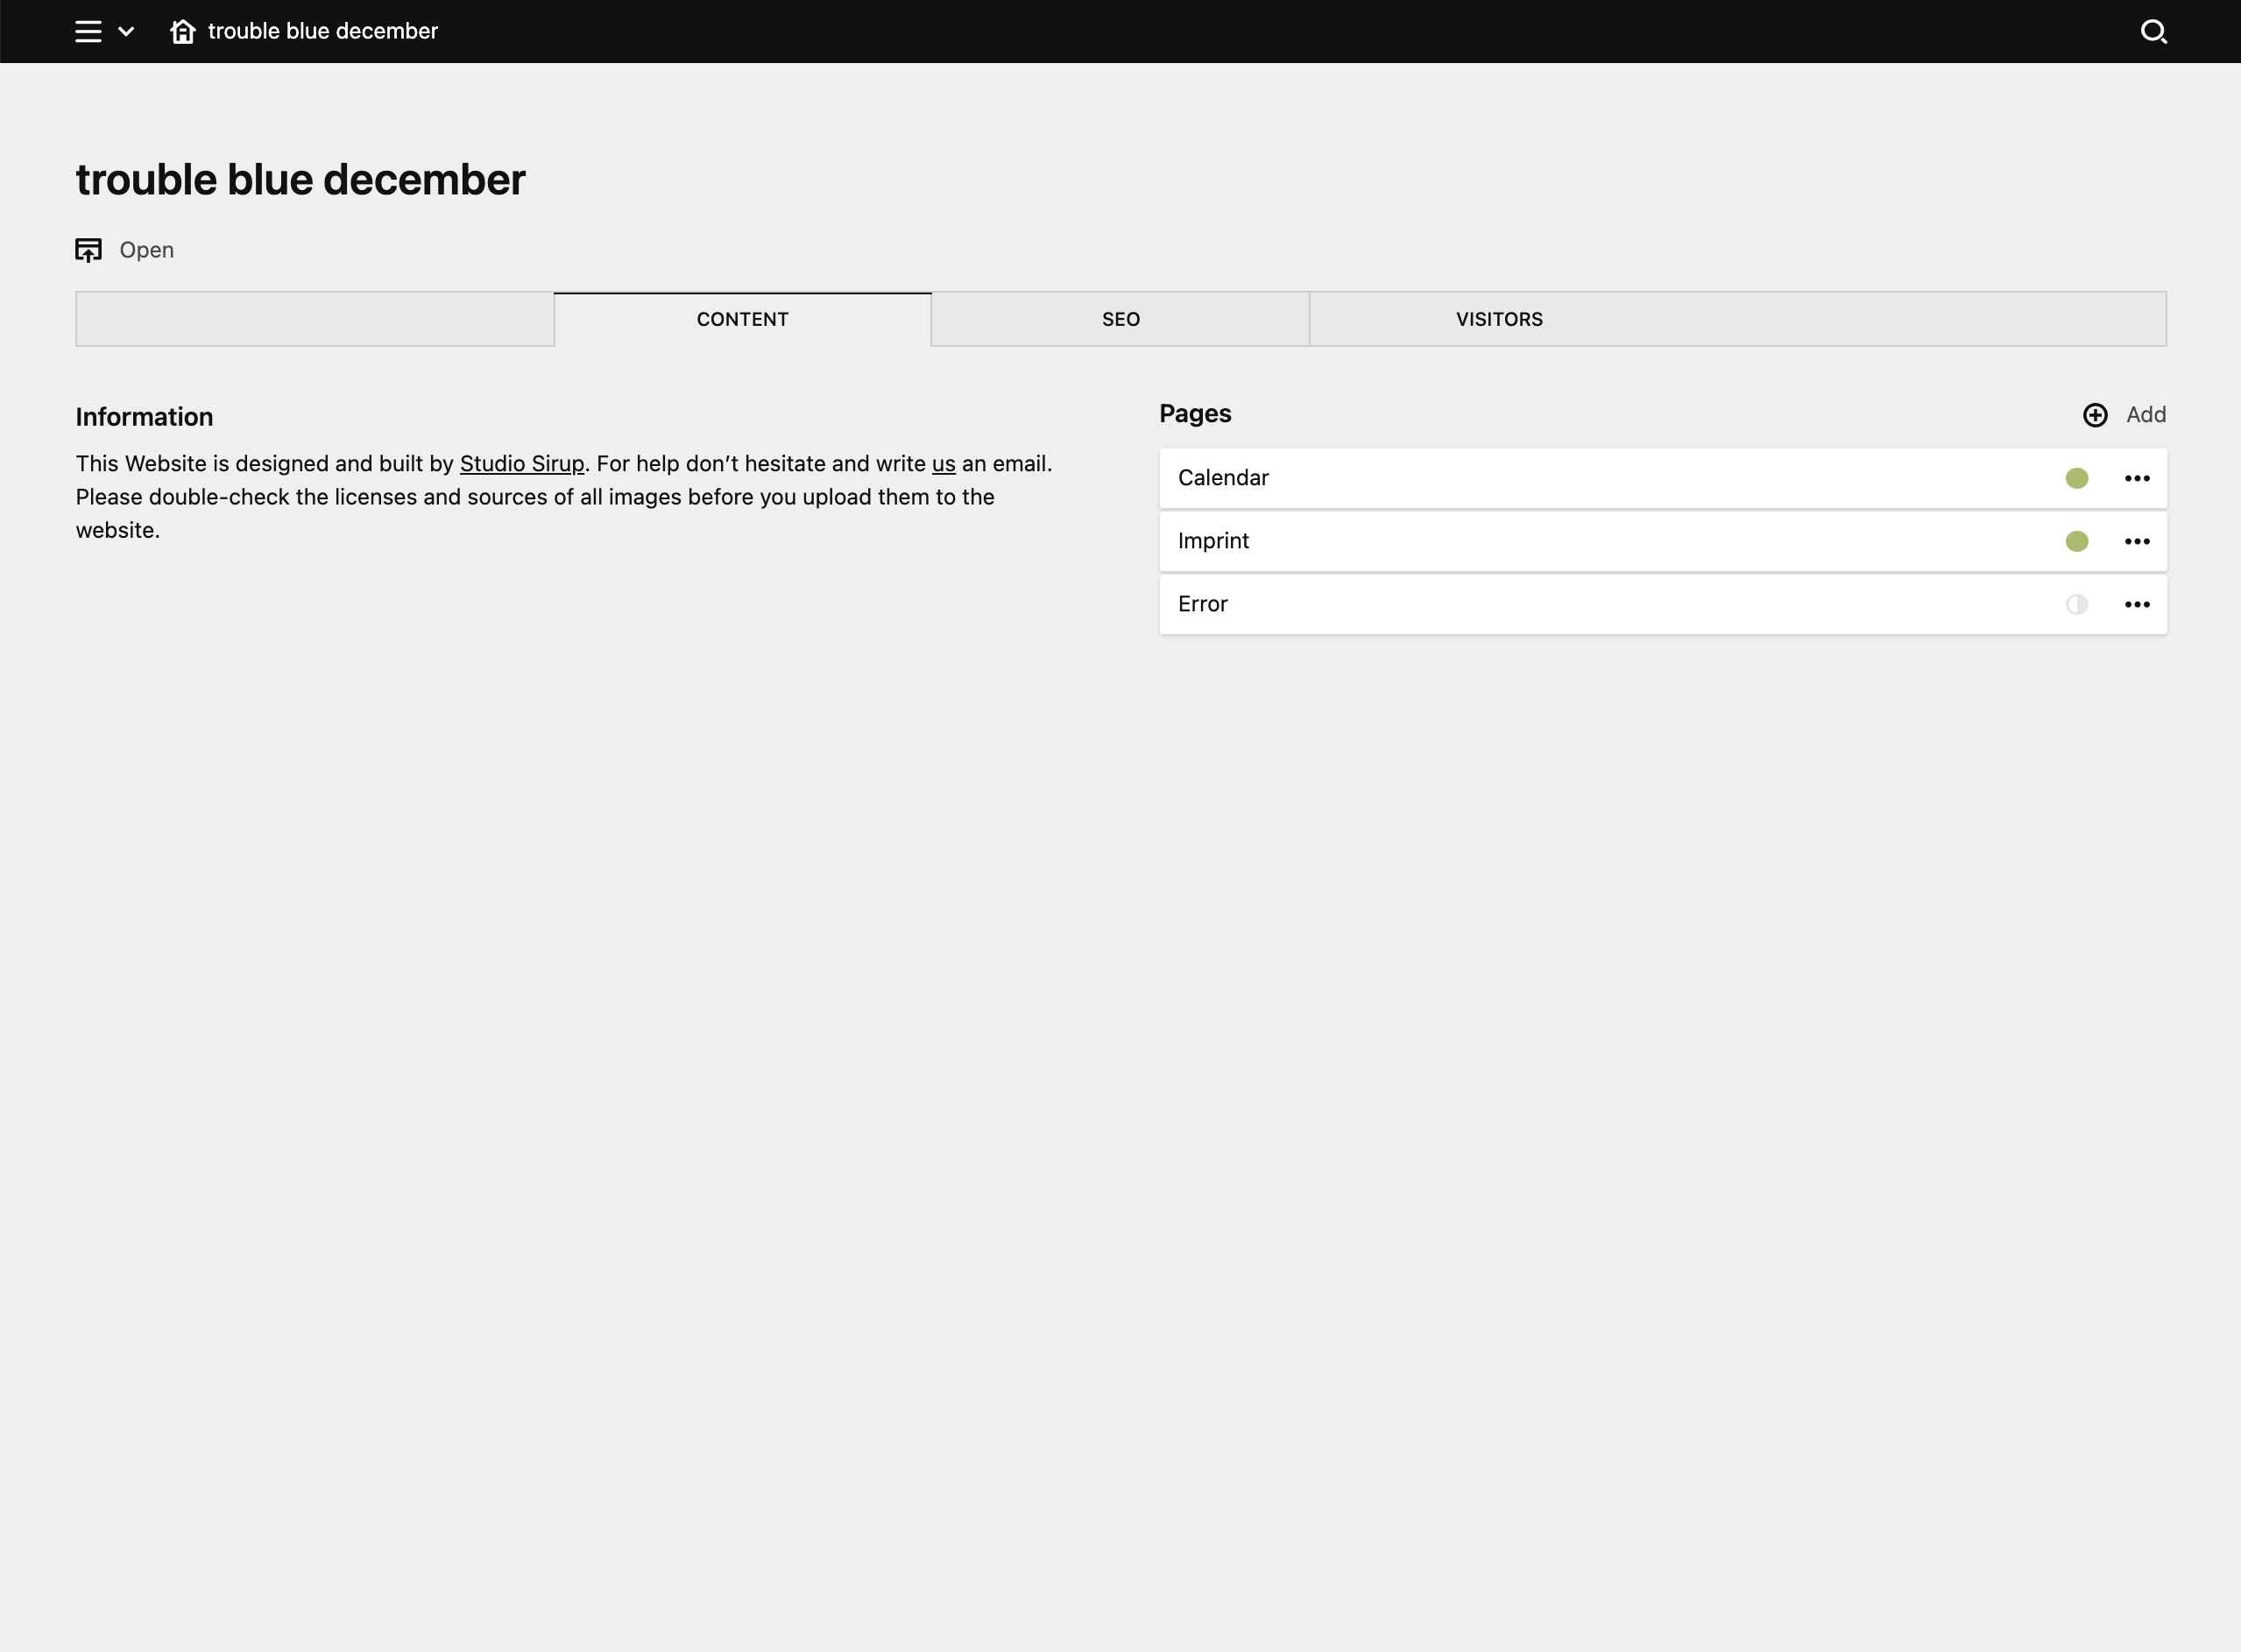 trouble blue december
trouble blue december
Open
CONTENT SEO VISITORS
Information
This Website is designed and built by Studio Sirup. For help don’t hesitate and write us an email.
Please double-check the licenses and sources of all images before you upload them to the
website.
Pages
Add
Calendar
Imprint
Error